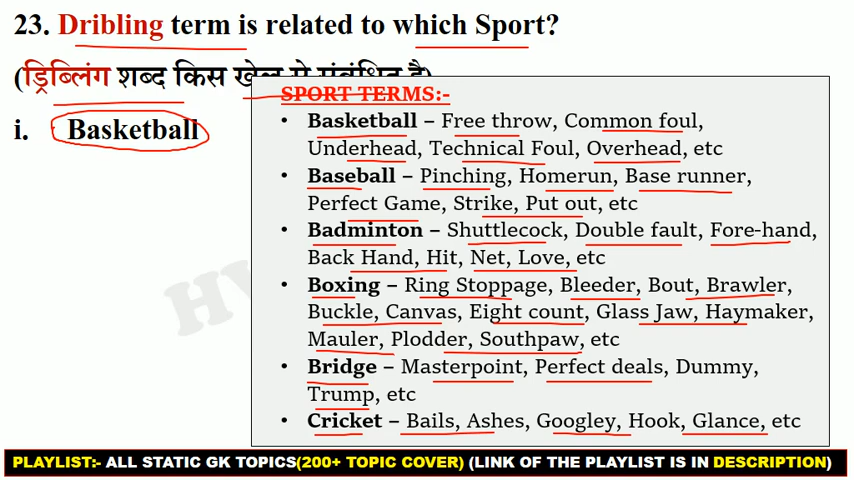 23. Dribling term is related to which Sport?
(ड्रिब्लिंग शब्द किस खेल से संबंधित है)
i. Basketball
SPORT TERMS:-
• Basketball – Free throw, Common foul,
Underhead, Technical Foul, Overhead, etc
• Baseball – Pinching, Homerun, Base runner,
Perfect Game, Strike, Put out, etc
• Badminton – Shuttlecock, Double fault, Fore-hand,
Back Hand, Hit, Net, Love, etc
• Boxing – Ring Stoppage, Bleeder, Bout, Brawler,
Buckle, Canvas, Eight count, Glass Jaw, Haymaker,
Mauler, Plodder, Southpaw, etc
• Bridge – Masterpoint, Perfect deals, Dummy,
Trump, etc
• Cricket – Bails, Ashes, Googley, Hook, Glance, etc
PLAYLIST:- ALL STATIC GK TOPICS(200+ TOPIC COVER) (LINK OF THE PLAYLIST IS IN DESCRIPTION)